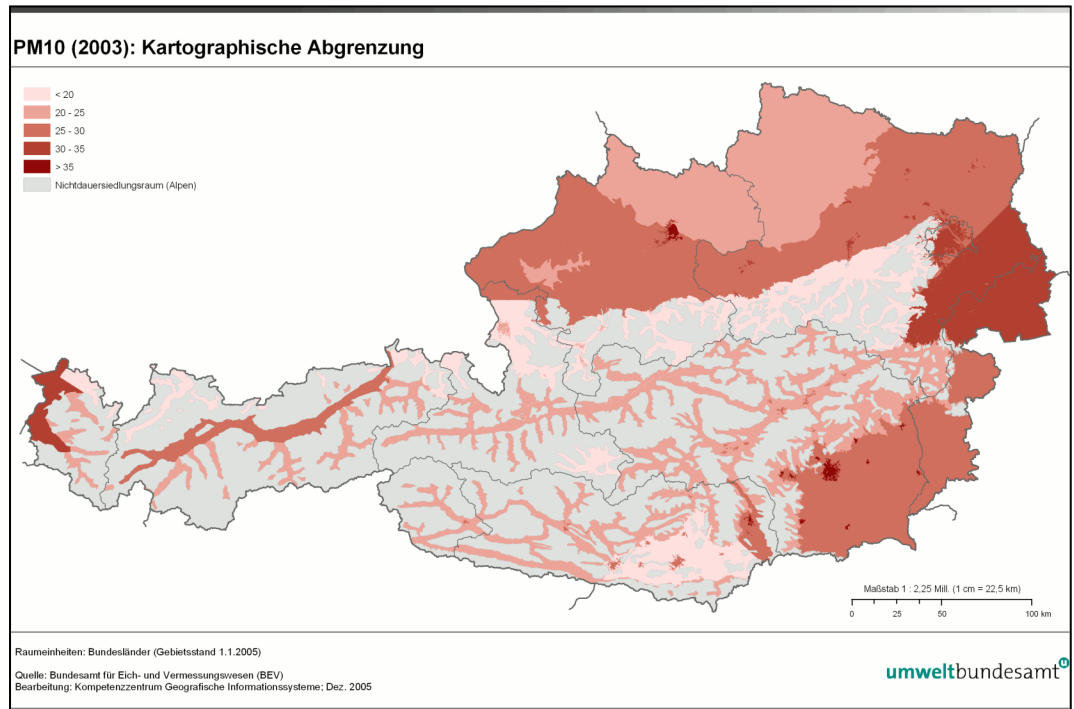 PM10 (2003): Kartographische Abgrenzung
< 20
20 - 25
25 - 30
30 - 35
> 35
Nichtdauersiedlungsraum (Alpen)
Maßstab 1 : 2,25 Mill. (1 cm = 22,5 km)
0 25 50 100 km
Raumeinheiten: Bundesländer (Gebietsstand 1.1.2005)
Quelle: Bundesamt für Eich- und Vermessungswesen (BEV)
Bearbeitung: Kompetenzzentrum Geografische Informationssysteme; Dez. 2005
umweltbundesamt u